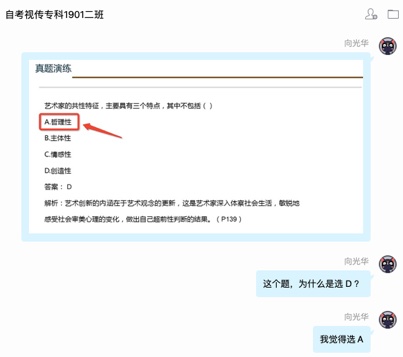 自考视传专科1901二班
向光华
真题演练
艺术家的共性特征，主要具有三个特点，其中不包括（ ）
A.哲理性
B.主体性
C.情感性
D.创造性
答案： D
解析：艺术创新的内涵在于艺术观念的更新，这是艺术家深入体察社会生活，敏锐地
感受社会审美心理的变化，做出自己超前性判断的结果。（P139）
向光华
这个题，为什么是选 D ？
向光华
我觉得选 A